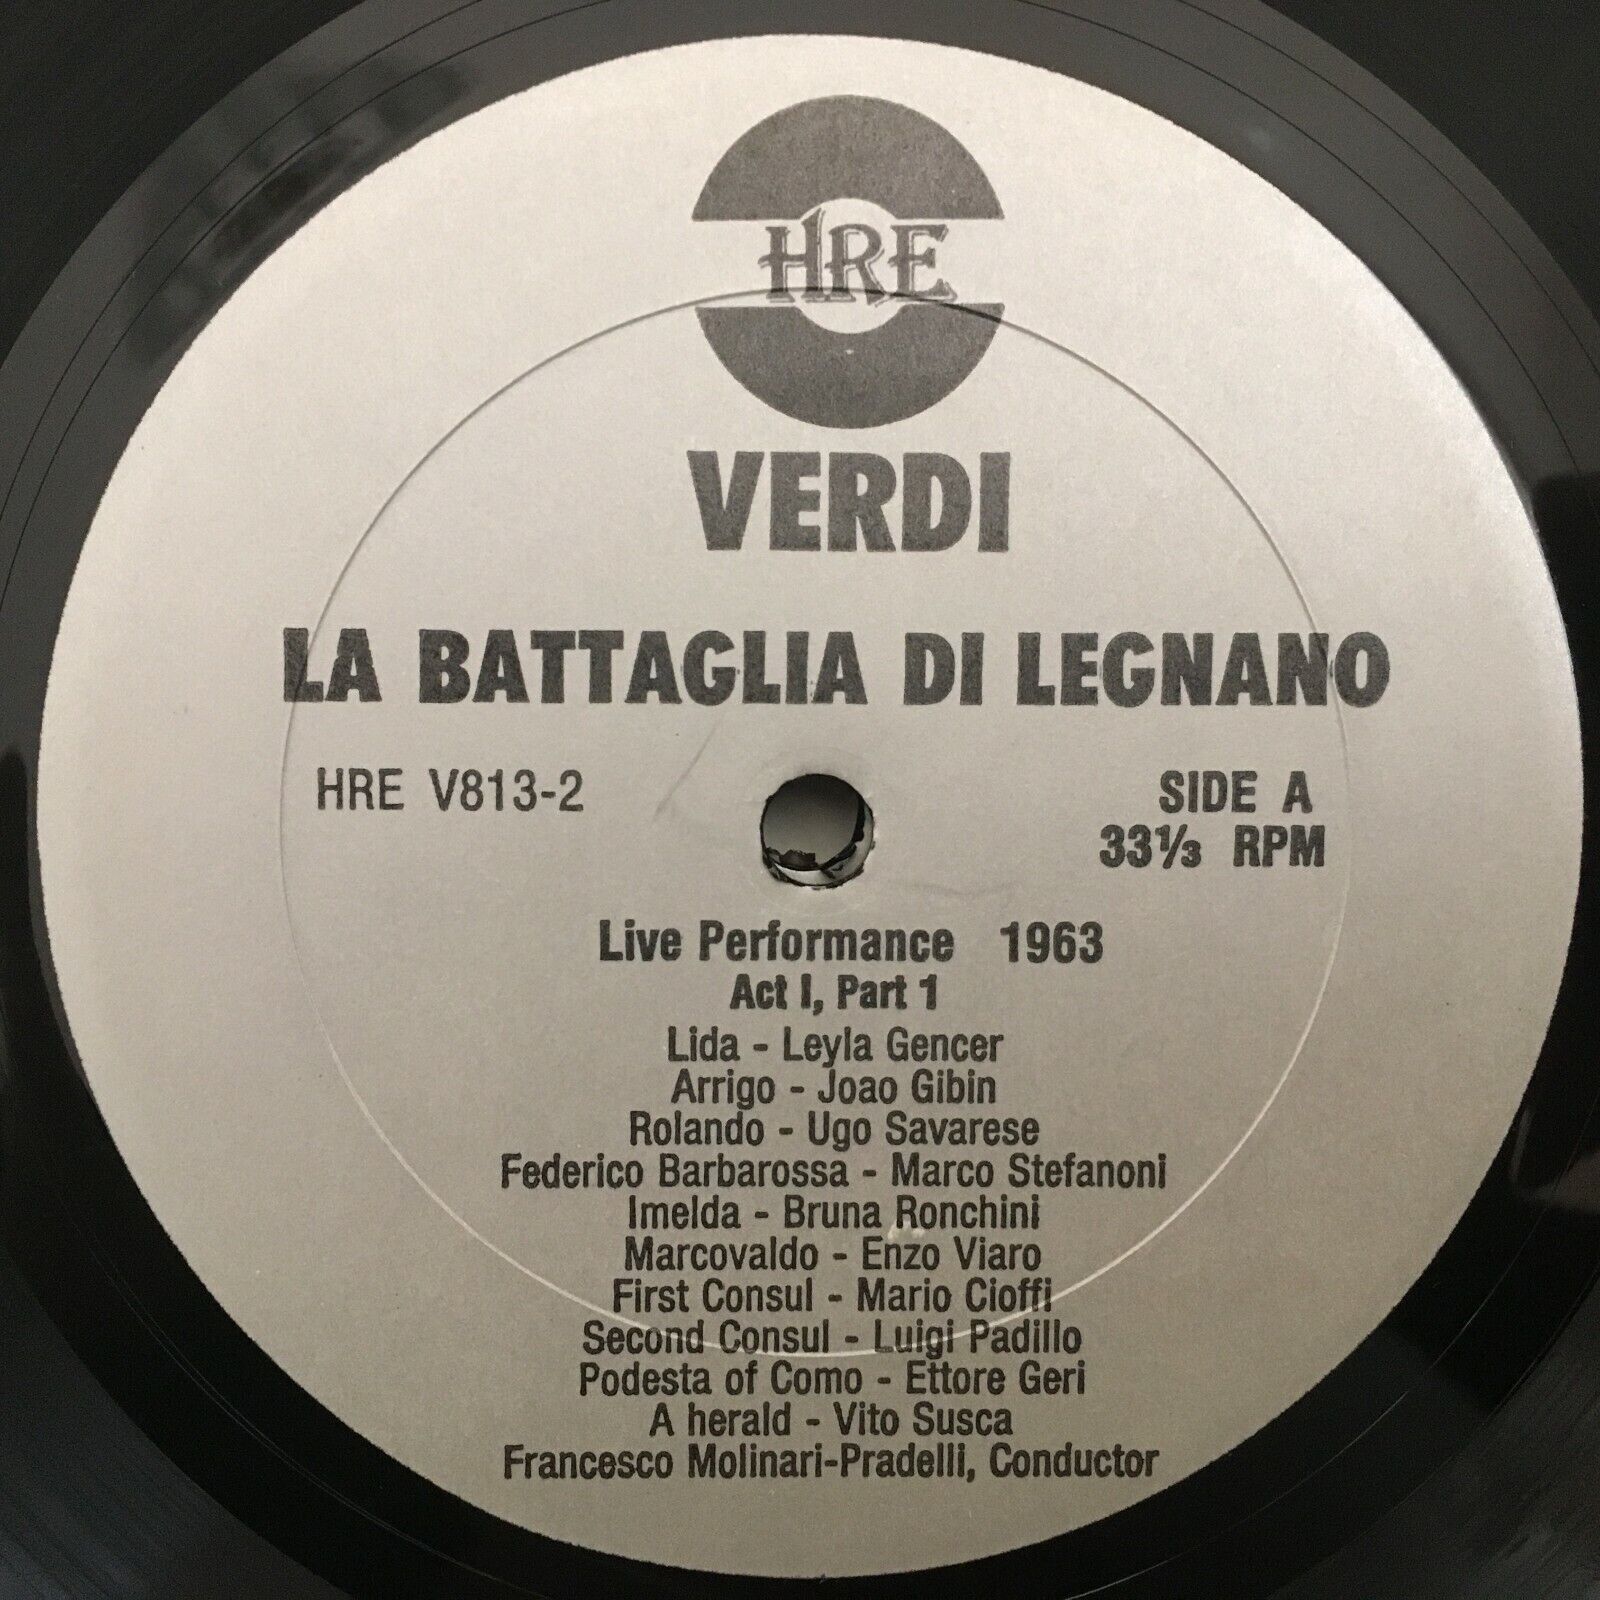 HRE
VERDI
LA BATTAGLIA DI LEGNANO
HRE V813-2
SIDE A
33⅓ RPM
Live Performance 1963
Act I, Part 1
Lida - Leyla Gencer
Arrigo - Joao Gibin
Rolando - Ugo Savarese
Federico Barbarossa - Marco Stefanoni
Imelda - Bruna Ronchini
Marcovaldo - Enzo Viaro
First Consul - Mario Cioffi
Second Consul - Luigi Padillo
Podesta of Como - Ettore Geri
A herald - Vito Susca
Francesco Molinari-Pradelli, Conductor